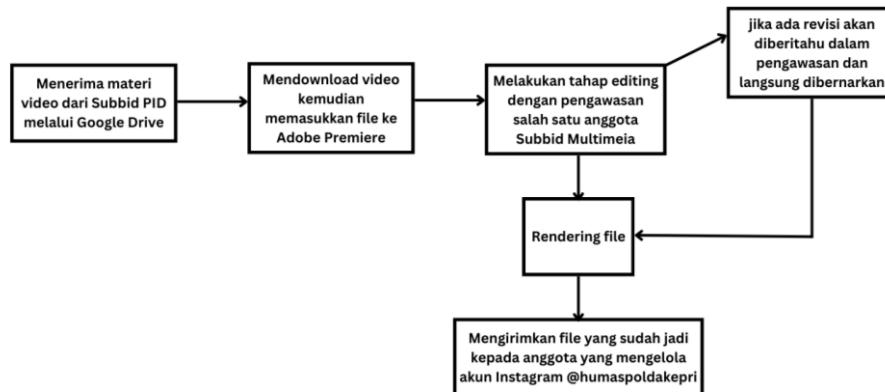 Menerima materi
video dari Subbid PID
melalui Google Drive
Mendownload video
kemudian
memasukkan file ke
Adobe Premiere
Melakukan tahap editing
dengan pengawasan
salah satu anggota
Subbid Multimeia
jika ada revisi akan
diberitahu dalam
pengawasan dan
langsung dibernarkan
Rendering file
Mengirimkan file yang sudah jadi
kepada anggota yang mengelola
akun Instagram @humaspoldakepri